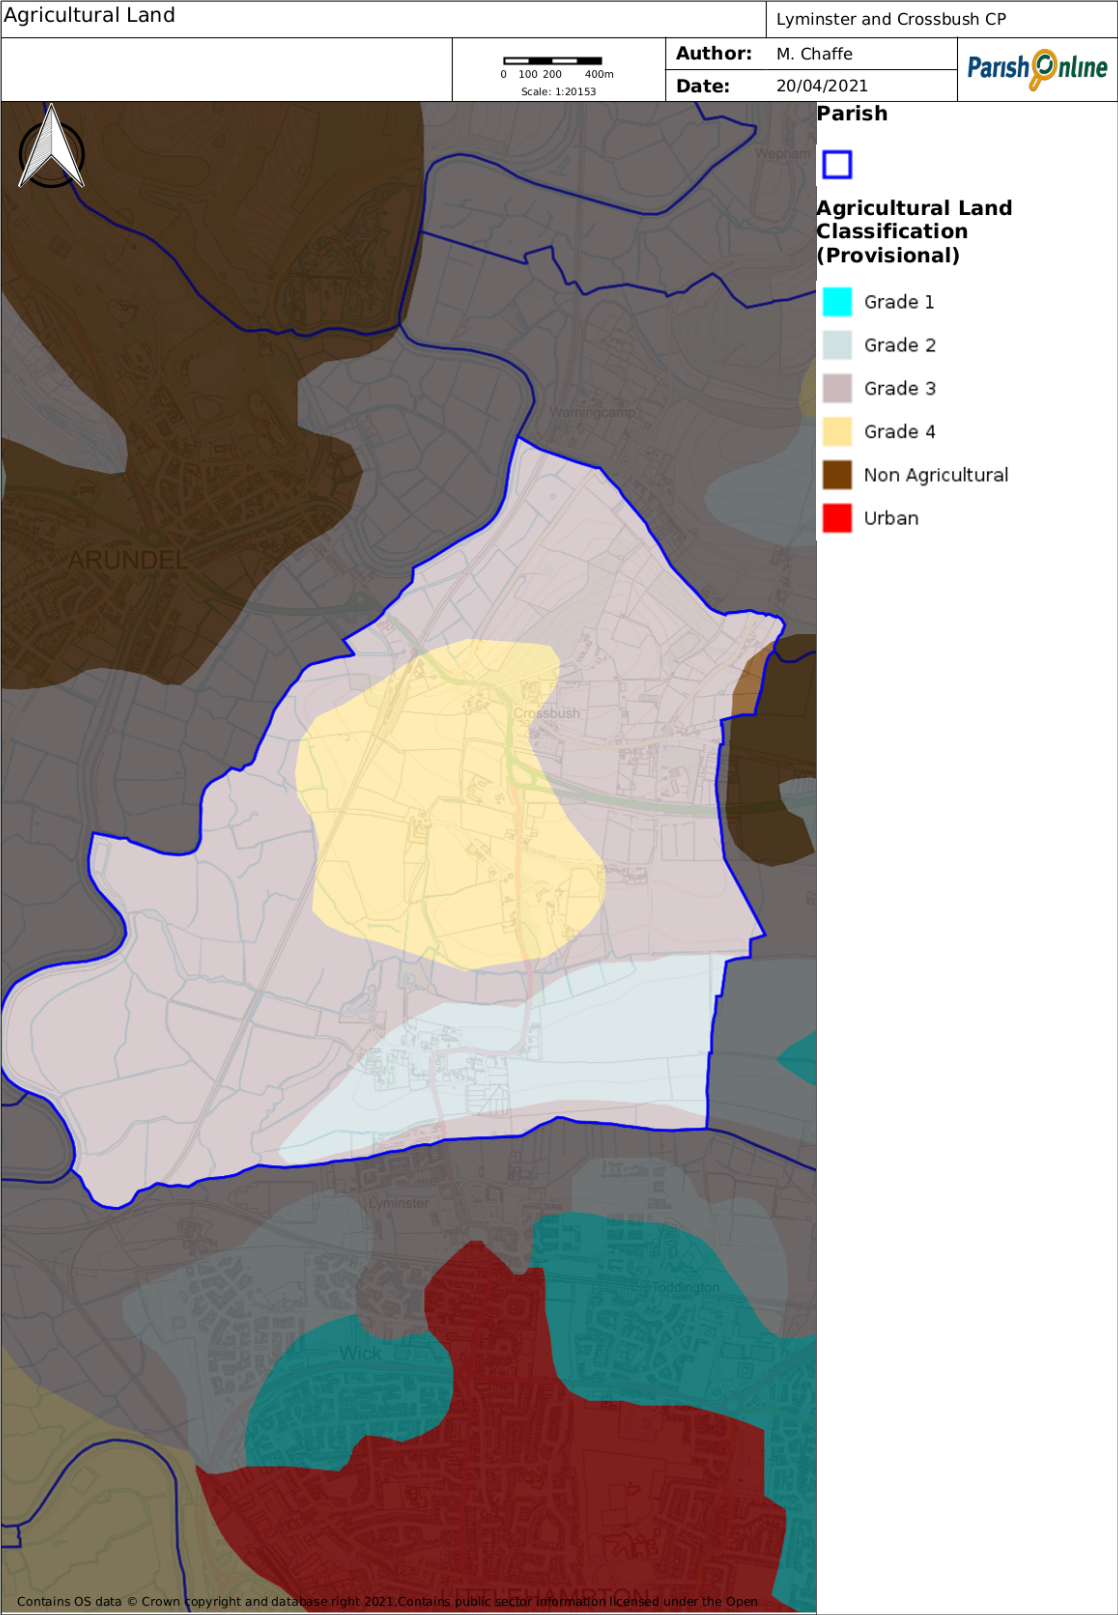 Agricultural Land
Lyminster and Crossbush CP
0 100 200 400m
Scale: 1:20153
Author: M. Chaffe
Date: 20/04/2021
Parish Online
Parish
Agricultural Land
Classification
(Provisional)
Grade 1
Grade 2
Grade 3
Grade 4
Non Agricultural
Urban
Wepham
Warningcamp
ARUNDEL
Crossbush
Lyminster
Toddington
Wick
LITTLEHAMPTON
Contains OS data © Crown copyright and database right 2021,Contains public sector information licensed under the Open